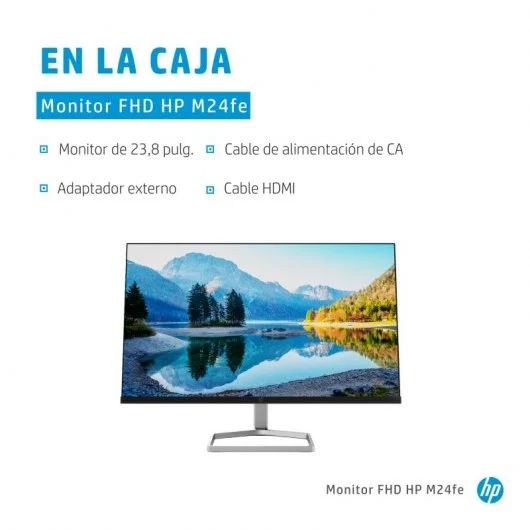 EN LA CAJA
Monitor FHD HP M24fe
Monitor de 23,8 pulg.
Cable de alimentación de CA
Adaptador externo
Cable HDMI
Monitor FHD HP M24fe
hp